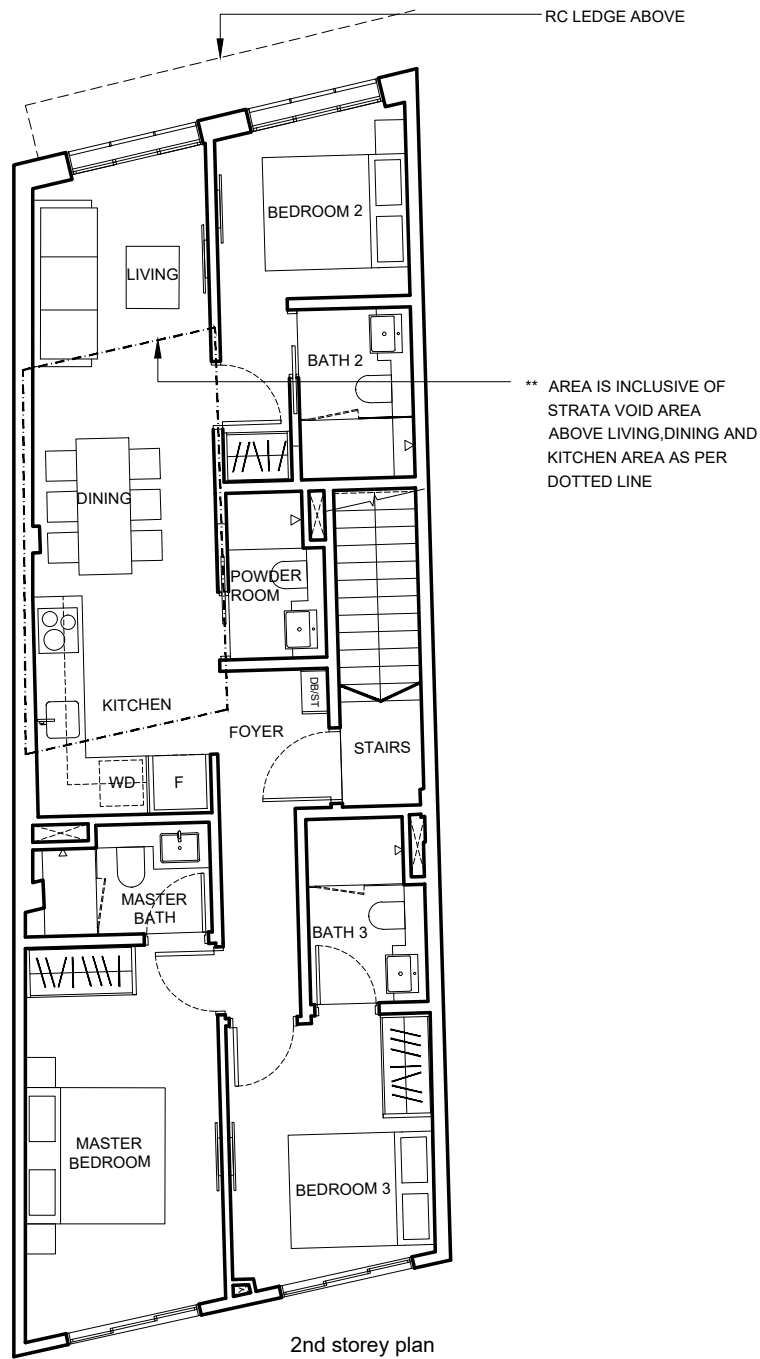 RC LEDGE ABOVE
BEDROOM 2
LIVING
BATH 2
** AREA IS INCLUSIVE OF
STRATA VOID AREA
ABOVE LIVING,DINING AND
KITCHEN AREA AS PER
DOTTED LINE
DINING
POWDER
ROOM
DB/ST
KITCHEN
FOYER
STAIRS
WD
F
MASTER
BATH
BATH 3
MASTER
BEDROOM
BEDROOM 3
2nd storey plan